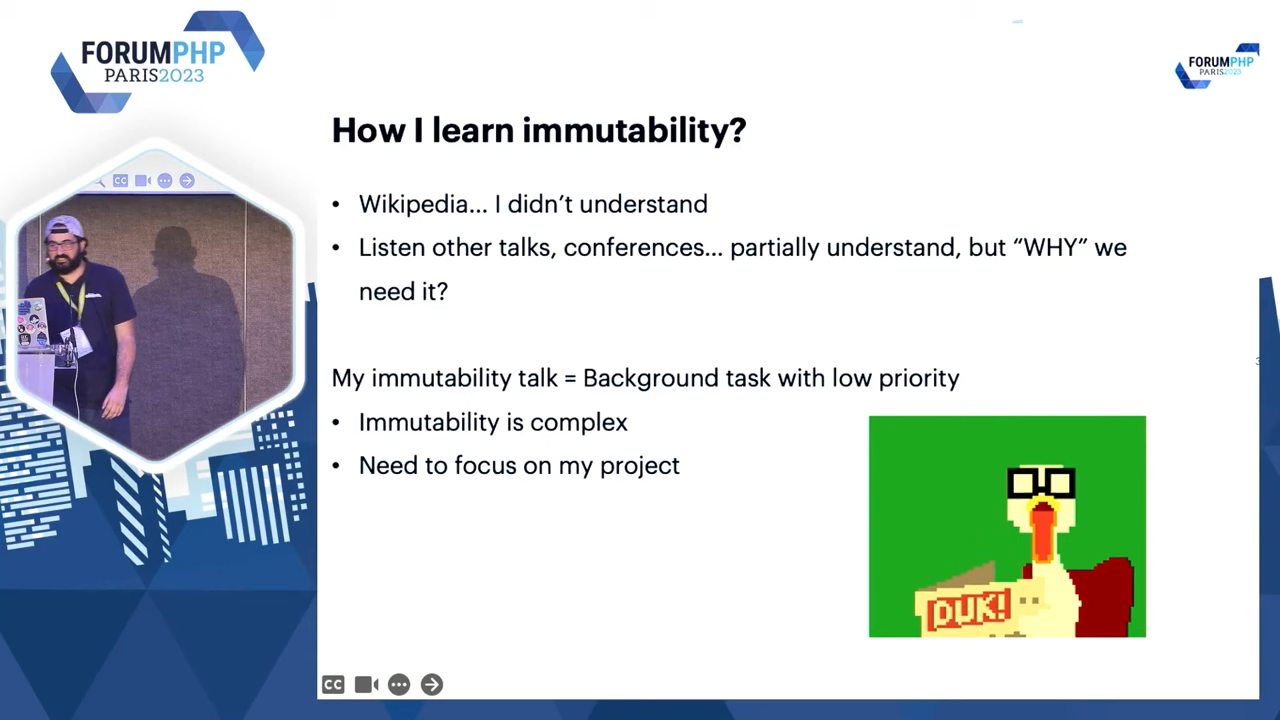 FORUMPHP
PARIS2023
FORUMPHP
PARIS2023
How I learn immutability?
• Wikipedia... I didn’t understand
• Listen other talks, conferences... partially understand, but “WHY” we
need it?
My immutability talk = Background task with low priority
• Immutability is complex
• Need to focus on my project
DUK!
CC
CC